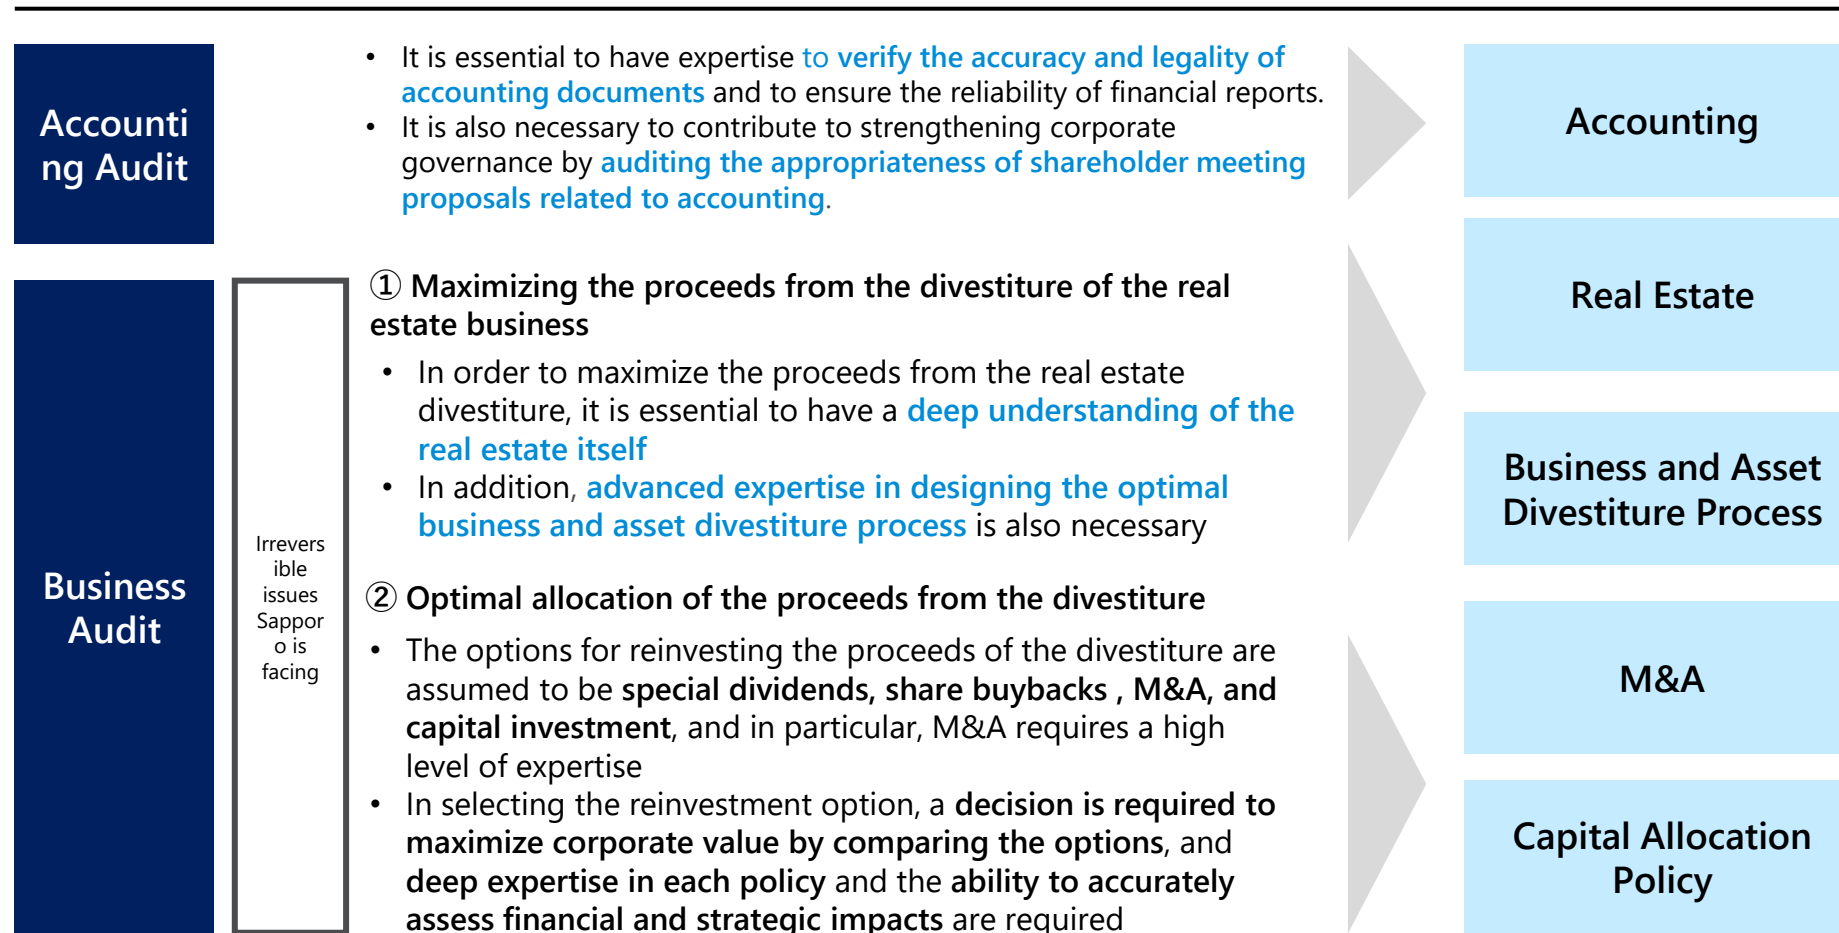 Accounti
ng Audit
• It is essential to have expertise to verify the accuracy and legality of
accounting documents and to ensure the reliability of financial reports.
• It is also necessary to contribute to strengthening corporate
governance by auditing the appropriateness of shareholder meeting
proposals related to accounting.
Accounting
Business
Audit
Irrevers
ible
issues
Sappor
o is
facing
① Maximizing the proceeds from the divestiture of the real
estate business
• In order to maximize the proceeds from the real estate
divestiture, it is essential to have a deep understanding of the
real estate itself
• In addition, advanced expertise in designing the optimal
business and asset divestiture process is also necessary
Real Estate
Business and Asset
Divestiture Process
② Optimal allocation of the proceeds from the divestiture
• The options for reinvesting the proceeds of the divestiture are
assumed to be special dividends, share buybacks , M&A, and
capital investment, and in particular, M&A requires a high
level of expertise
• In selecting the reinvestment option, a decision is required to
maximize corporate value by comparing the options, and
deep expertise in each policy and the ability to accurately
assess financial and strategic impacts are required
M&A
Capital Allocation
Policy